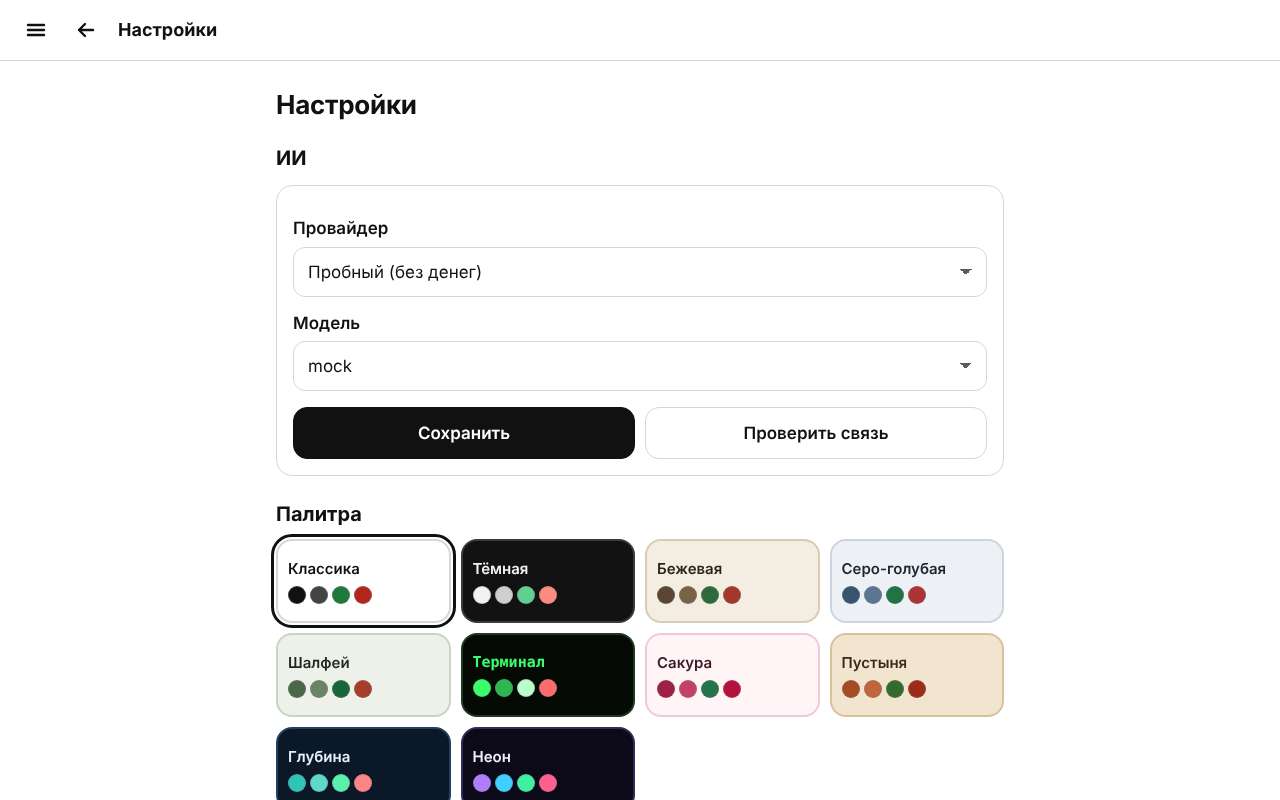 Настройки
Настройки
ИИ
Провайдер
Пробный (без денег)
Модель
mock
Сохранить
Проверить связь
Палитра
Классика
Тёмная
Бежевая
Серо-голубая
Шалфей
Терминал
Сакура
Пустыня
Глубина
Неон